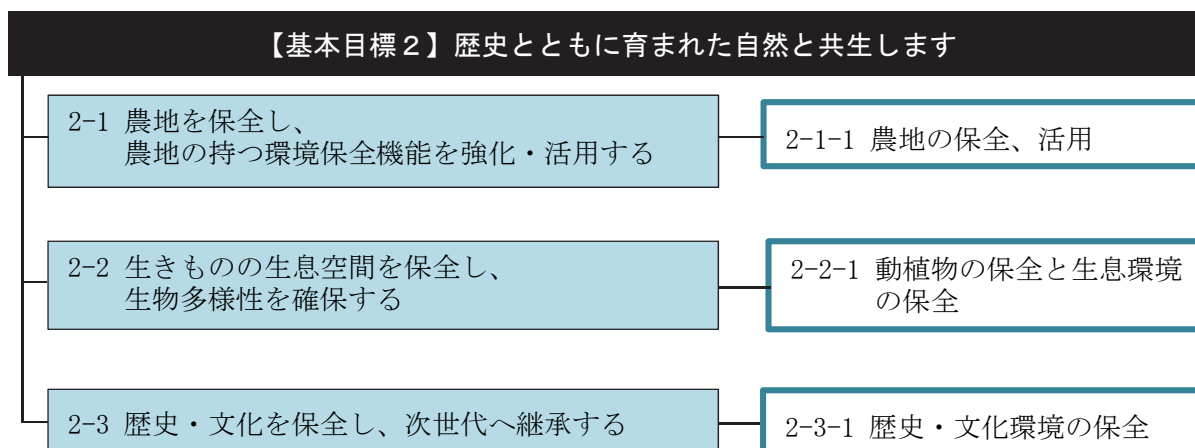 【基本目標２】歴史とともに育まれた自然と共生します
2-1 農地を保全し、
農地の持つ環境保全機能を強化・活用する
2-1-1 農地の保全、活用
2-2 生きものの生息空間を保全し、
生物多様性を確保する
2-2-1 動植物の保全と生息環境
の保全
2-3 歴史・文化を保全し、次世代へ継承する
2-3-1 歴史・文化環境の保全